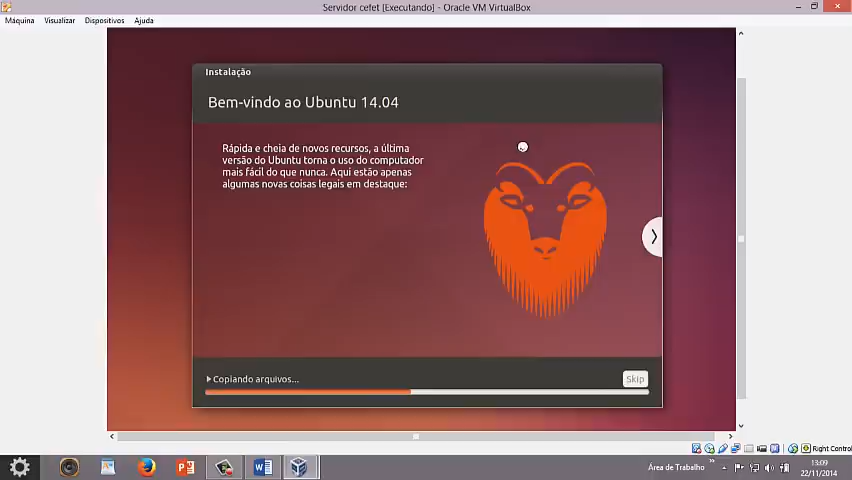 Servidor cefet [Executando] - Oracle VM VirtualBox
Máquina Visualizar Dispositivos Ajuda
Instalação
Bem-vindo ao Ubuntu 14.04
Rápida e cheia de novos recursos, a última
versão do Ubuntu torna o uso do computador
mais fácil do que nunca. Aqui estão apenas
algumas novas coisas legais em destaque:
Copiando arquivos...
Skip
Right Control
Área de Trabalho
13:09
22/11/2014